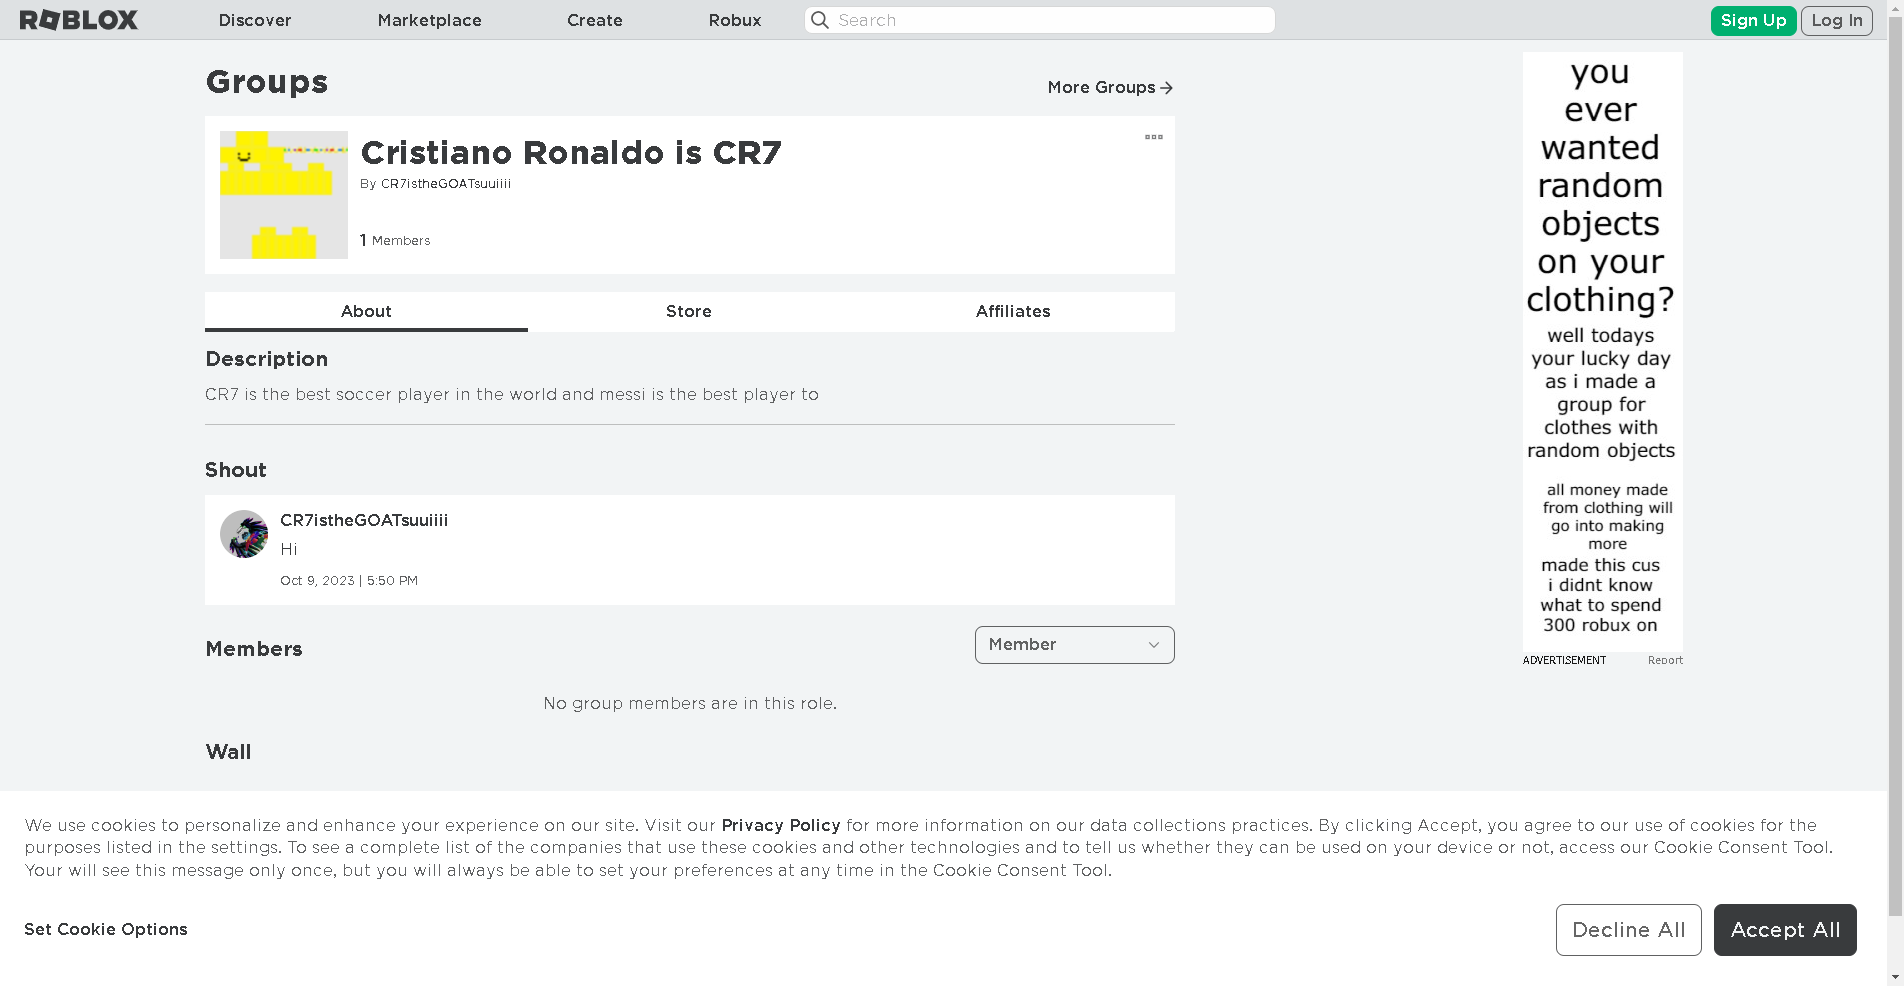 ROBLOX
Discover
Marketplace
Create
Robux
Search
Sign Up
Log In
Groups
More Groups
Cristiano Ronaldo is CR7
By CR7istheGOATsuuiiii
1 Members
About
Store
Affiliates
Description
CR7 is the best soccer player in the world and messi is the best player to
Shout
CR7istheGOATsuuiiii
Hi
Oct 9, 2023 | 5:50 PM
Members
Member
No group members are in this role.
Wall
you
ever
wanted
random
objects
on your
clothing?
well todays
your lucky day
as i made a
group for
clothes with
random objects
all money made
from clothing will
go into making
more
made this cus
i didnt know
what to spend
300 robux on
ADVERTISEMENT
Report
We use cookies to personalize and enhance your experience on our site. Visit our Privacy Policy for more information on our data collections practices. By clicking Accept, you agree to our use of cookies for the
purposes listed in the settings. To see a complete list of the companies that use these cookies and other technologies and to tell us whether they can be used on your device or not, access our Cookie Consent Tool.
Your will see this message only once, but you will always be able to set your preferences at any time in the Cookie Consent Tool.
Set Cookie Options
Decline All
Accept All